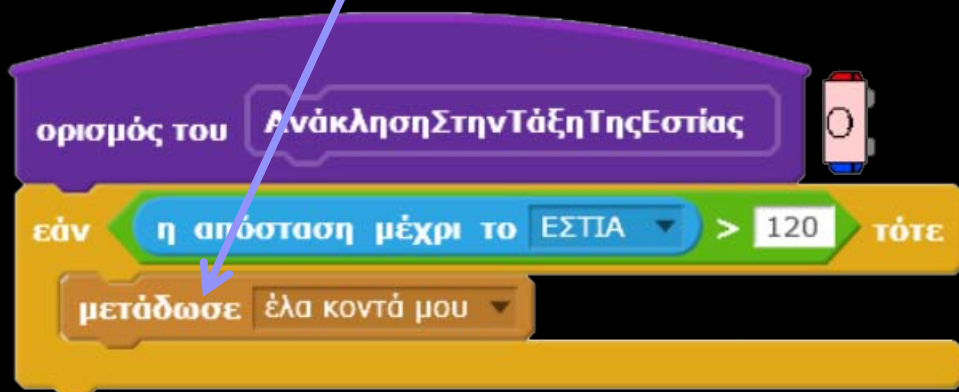 ορισμός του ΑνάκλησηΣτηνΤάξηΤηςΕστίας
εάν η απόσταση μέχρι το ΕΣΤΙΑ > 120 τότε
μετάδωσε έλα κοντά μου